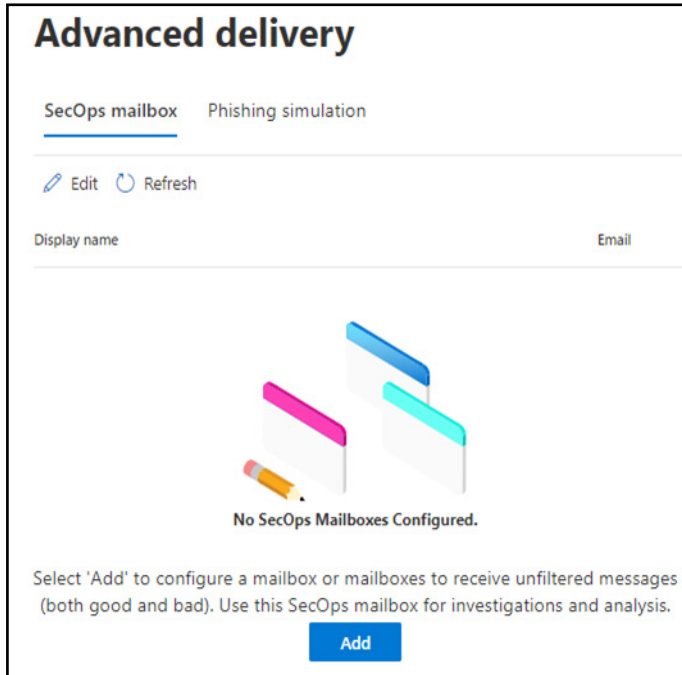 Advanced delivery
SecOps mailbox Phishing simulation
Edit Refresh
Display name Email
No SecOps Mailboxes Configured.
Select 'Add' to configure a mailbox or mailboxes to receive unfiltered messages
(both good and bad). Use this SecOps mailbox for investigations and analysis.
Add